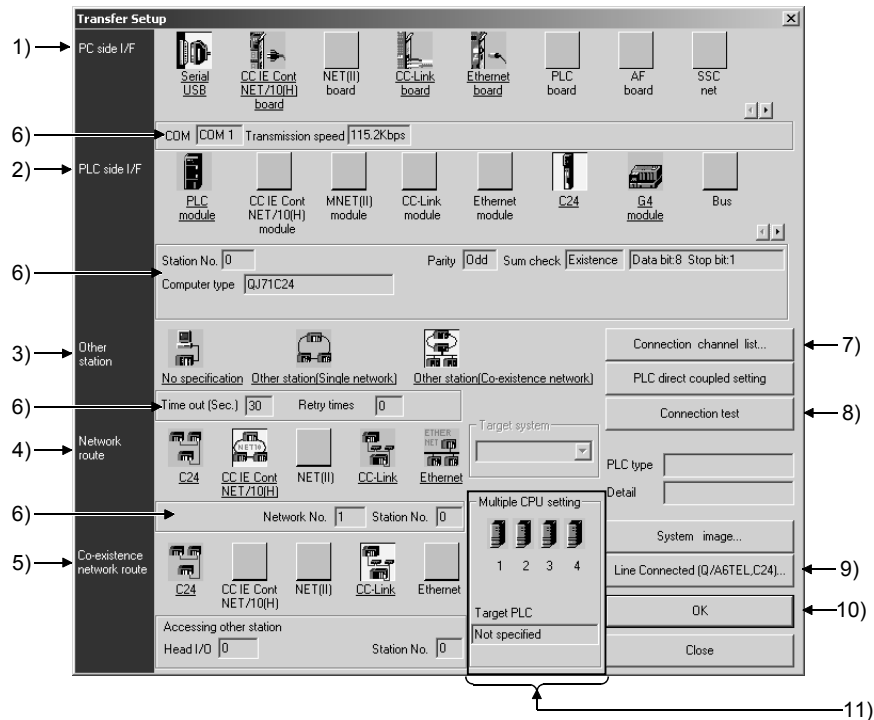 Transfer Setup
1)
PC side I/F
Serial USB
CC IE Cont NET/10(H) board
NET(II) board
CC-Link board
Ethernet board
PLC board
AF board
SSC net
6)
COM COM 1 Transmission speed 115.2Kbps
2)
PLC side I/F
PLC module
CC IE Cont NET/10(H) module
MNET(II) module
CC-Link module
Ethernet module
C24
G4 module
Bus
6)
Station No. 0 Parity Odd Sum check Existence Data bit:8 Stop bit:1
Computer type QJ71C24
3)
Other station
No specification
Other station(Single network)
Other station(Co-existence network)
Connection channel list...
7)
PLC direct coupled setting
6)
Time out (Sec.) 30 Retry times 0
Connection test
8)
4)
Network route
C24
NET10
CC IE Cont NET/10(H)
NET(II)
CC-Link
ETHER NET
Ethernet
Target system
PLC type
Detail
6)
Network No. 1 Station No. 0
Multiple CPU setting
1 2 3 4
Target PLC
Not specified
System image...
5)
Co-existence network route
C24
CC IE Cont NET/10(H)
NET(II)
CC-Link
Ethernet
Line Connected (Q/A6TEL,C24)...
9)
OK
10)
Accessing other station
Head I/O 0 Station No. 0
Close
11)